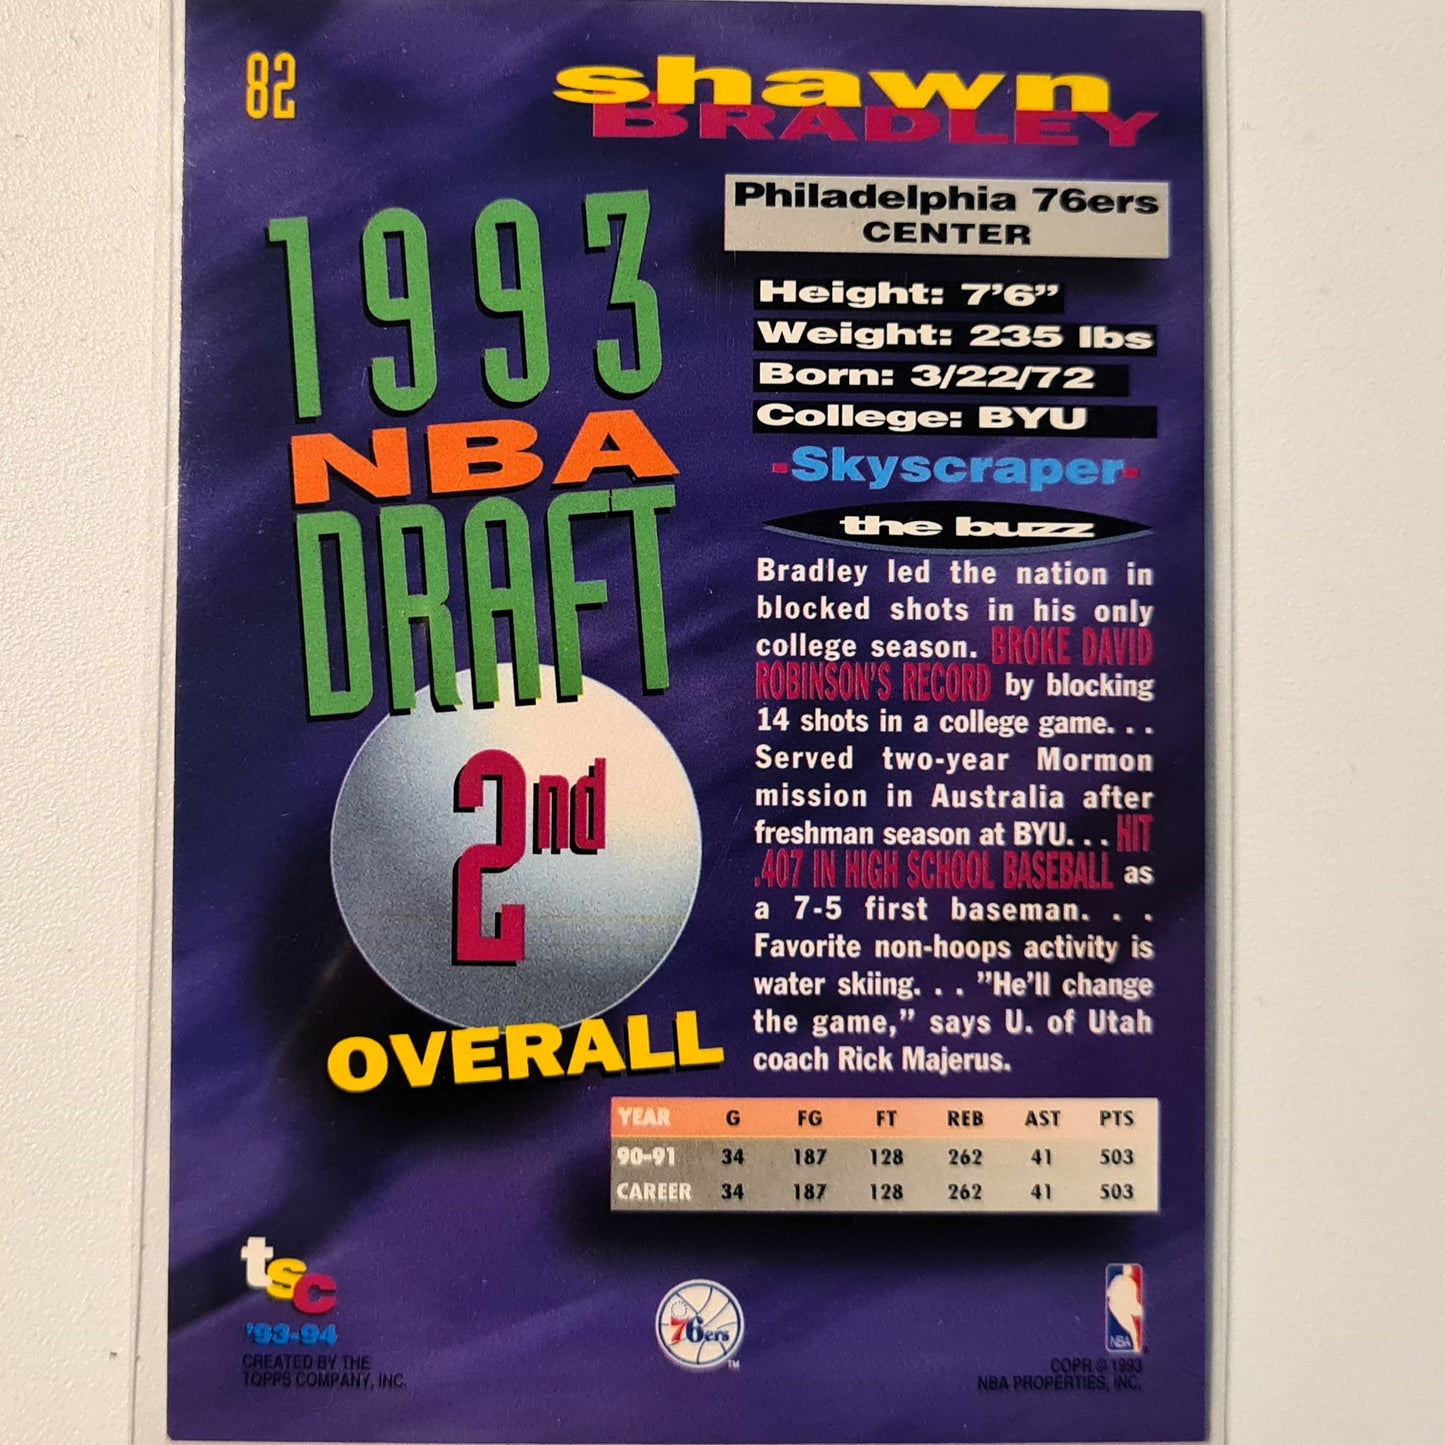 82
shawn
BRADLEY
Philadelphia 76ers
CENTER
Height: 7'6"
Weight: 235 lbs
Born: 3/22/72
College: BYU
-Skyscraper-
1993
NBA
DRAFT
2nd
OVERALL
the buzz
Bradley led the nation in
blocked shots in his only
college season. BROKE DAVID
ROBINSON'S RECORD by blocking
14 shots in a college game. . .
Served two-year Mormon
mission in Australia after
freshman season at BYU. . . HIT
.407 IN HIGH SCHOOL BASEBALL as
a 7-5 first baseman. . .
Favorite non-hoops activity is
water skiing. . . "He'll change
the game," says U. of Utah
coach Rick Majerus.
YEAR G FG FT REB AST PTS
90-91 34 187 128 262 41 503
CAREER 34 187 128 262 41 503
tsc
'93-94
CREATED BY THE
TOPPS COMPANY, INC.
76ers
TM
NBA
COPR © 1993
NBA PROPERTIES, INC.